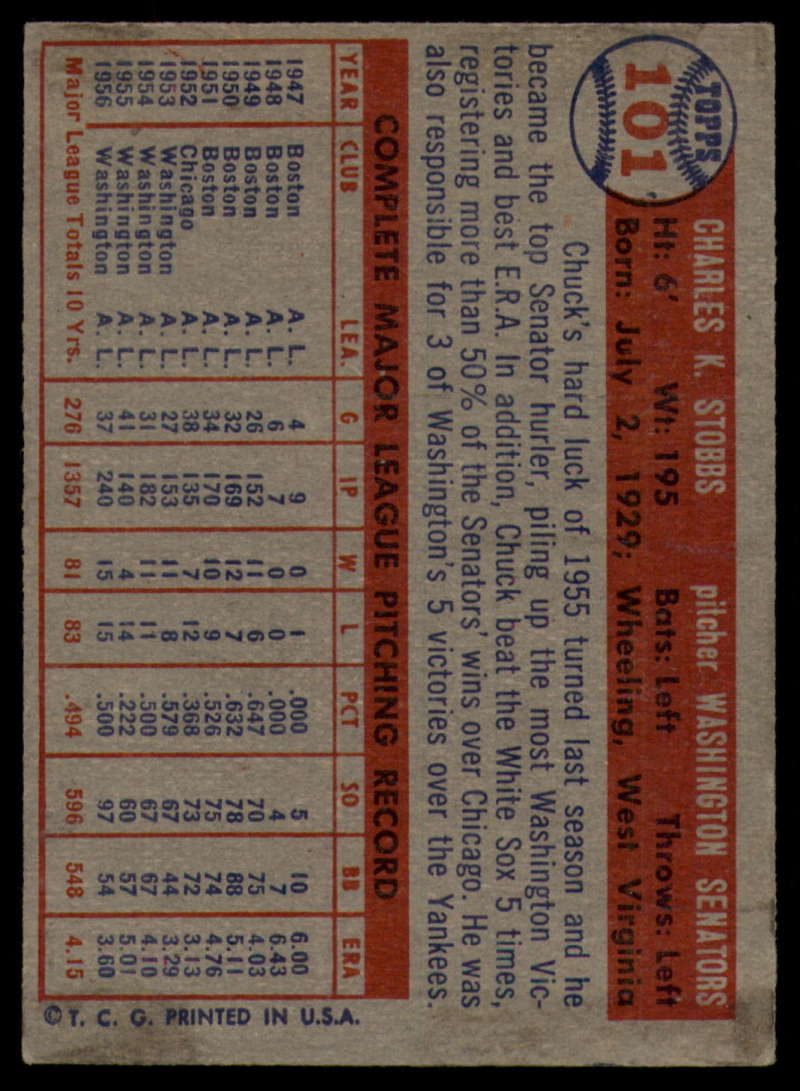 TOPPS
101
CHARLES K. STOBBS pitcher WASHINGTON SENATORS
Ht: 6' Wt: 195 Bats: Left Throws: Left
Born: July 2, 1929; Wheeling, West Virginia
Chuck's hard luck of 1955 turned last season and he
became the top Senator hurler, piling up the most Washington Vic-
tories and best E.R.A. In addition, Chuck beat the White Sox 5 times,
registering more than 50% of the Senators' wins over Chicago. He was
also responsible for 3 of Washington's 5 victories over the Yankees.
COMPLETE MAJOR LEAGUE PITCHING RECORD
YEAR CLUB LEA. G IP W L PCT SO BB ERA
1947 Boston A. L. 4 9 0 1 .000 5 10 6.00
1948 Boston A. L. 6 7 0 0 .000 4 7 6.43
1949 Boston A. L. 26 152 11 6 .647 70 75 4.03
1950 Boston A. L. 32 169 12 7 .632 78 88 5.11
1951 Boston A. L. 34 170 10 9 .526 75 74 4.76
1952 Chicago A. L. 38 135 7 12 .368 73 72 3.13
1953 Washington A. L. 27 153 11 8 .579 67 44 3.29
1954 Washington A. L. 31 182 11 11 .500 67 67 4.10
1955 Washington A. L. 41 140 4 14 .222 60 57 5.01
1956 Washington A. L. 37 240 15 15 .500 97 54 3.60
Major League Totals 10 Yrs. 276 1357 81 83 .494 596 548 4.15
© T. C. G. PRINTED IN U.S.A.